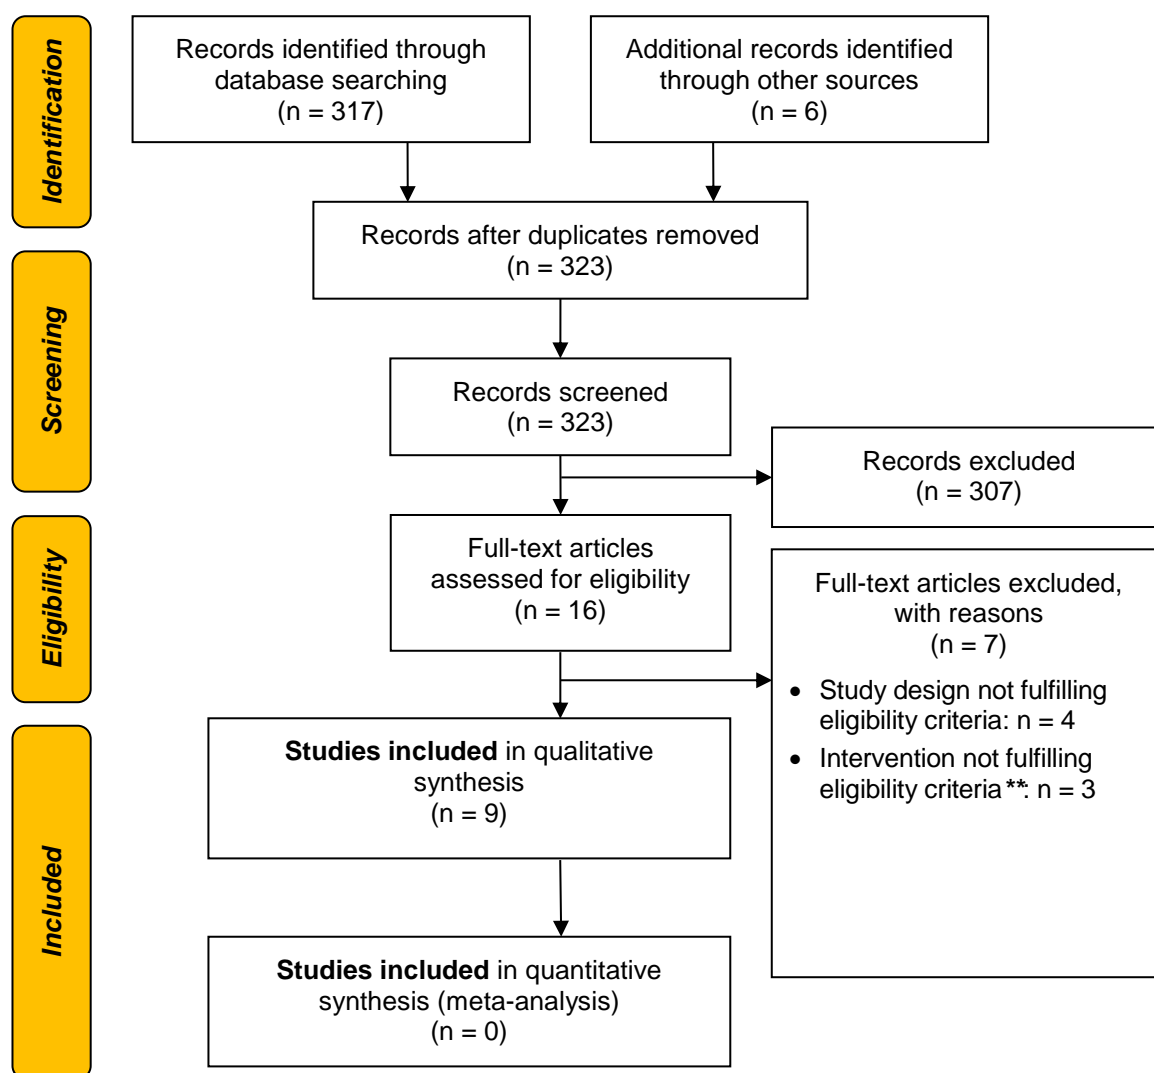 Identification
Records identified through
database searching
(n = 317)
Additional records identified
through other sources
(n = 6)
Records after duplicates removed
(n = 323)
Screening
Records screened
(n = 323)
Records excluded
(n = 307)
Eligibility
Full-text articles
assessed for eligibility
(n = 16)
Full-text articles excluded,
with reasons
(n = 7)
• Study design not fulfilling
eligibility criteria: n = 4
• Intervention not fulfilling
eligibility criteria**: n = 3
Included
Studies included in qualitative
synthesis
(n = 9)
Studies included in quantitative
synthesis (meta-analysis)
(n = 0)